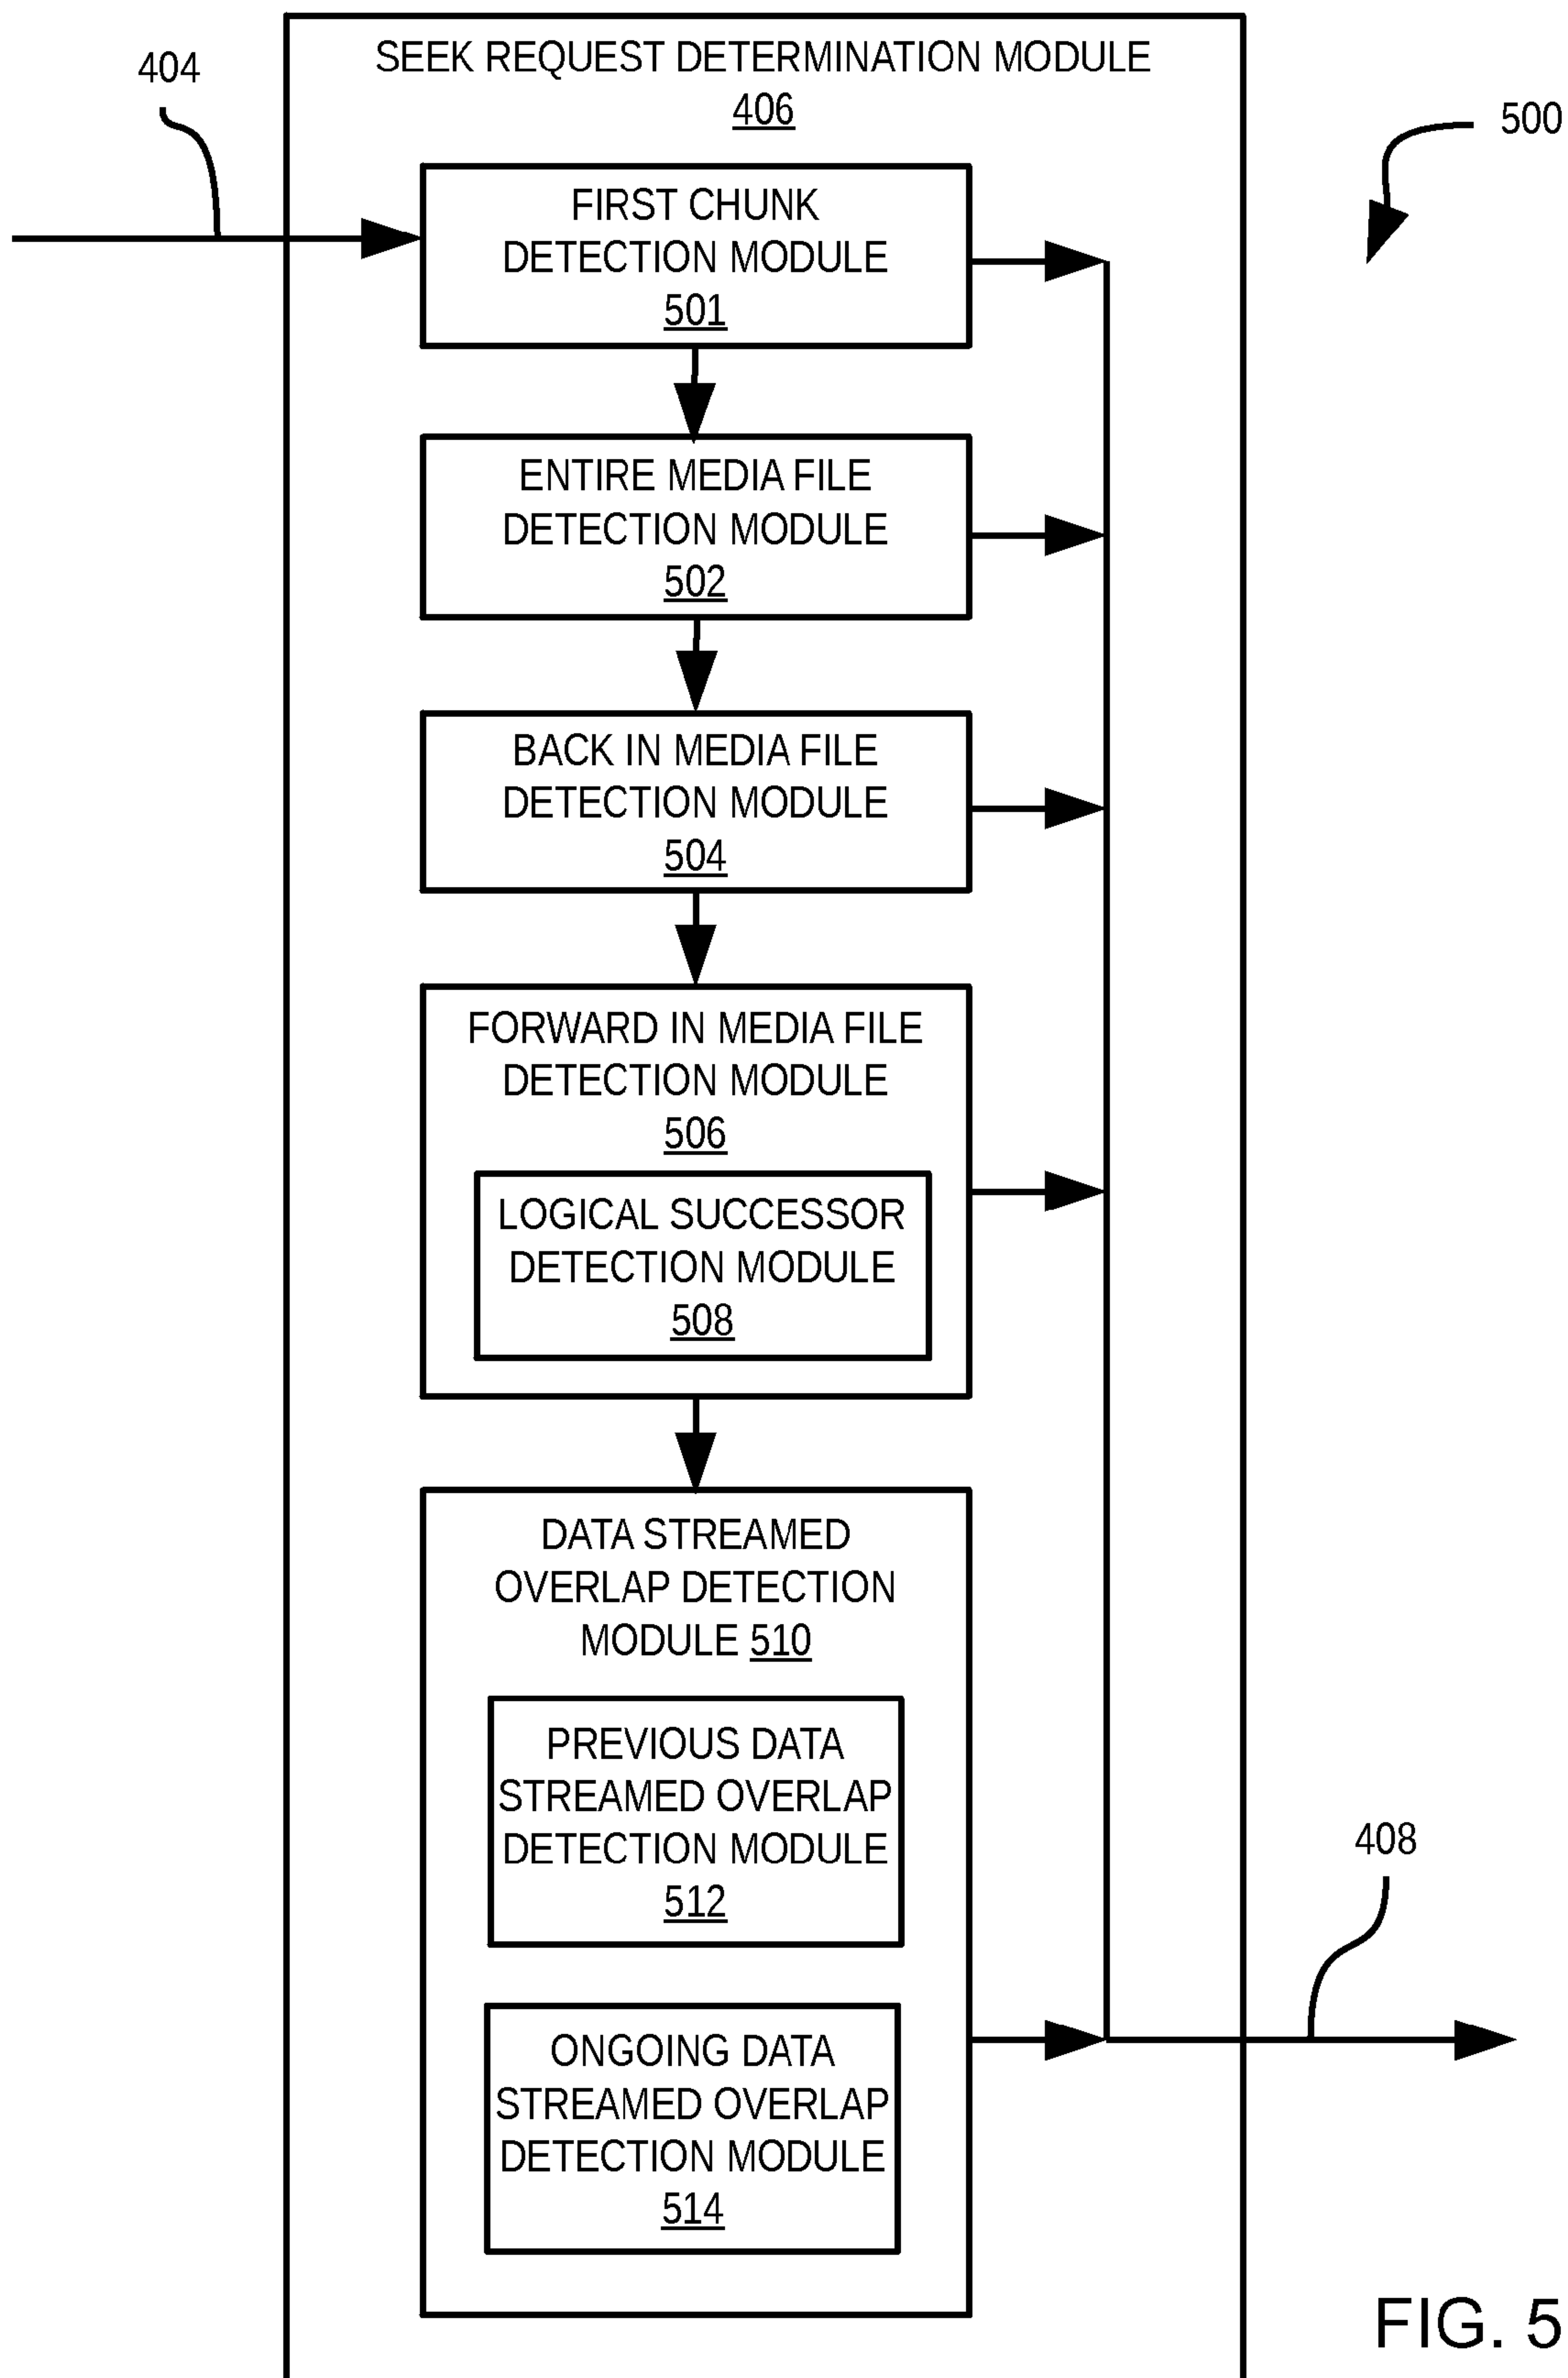 SEEK REQUEST DETERMINATION MODULE
406
404
500
FIRST CHUNK
DETECTION MODULE
501
ENTIRE MEDIA FILE
DETECTION MODULE
502
BACK IN MEDIA FILE
DETECTION MODULE
504
FORWARD IN MEDIA FILE
DETECTION MODULE
506
LOGICAL SUCCESSOR
DETECTION MODULE
508
DATA STREAMED
OVERLAP DETECTION
MODULE 510
PREVIOUS DATA
STREAMED OVERLAP
DETECTION MODULE
512
408
ONGOING DATA
STREAMED OVERLAP
DETECTION MODULE
514
FIG. 5